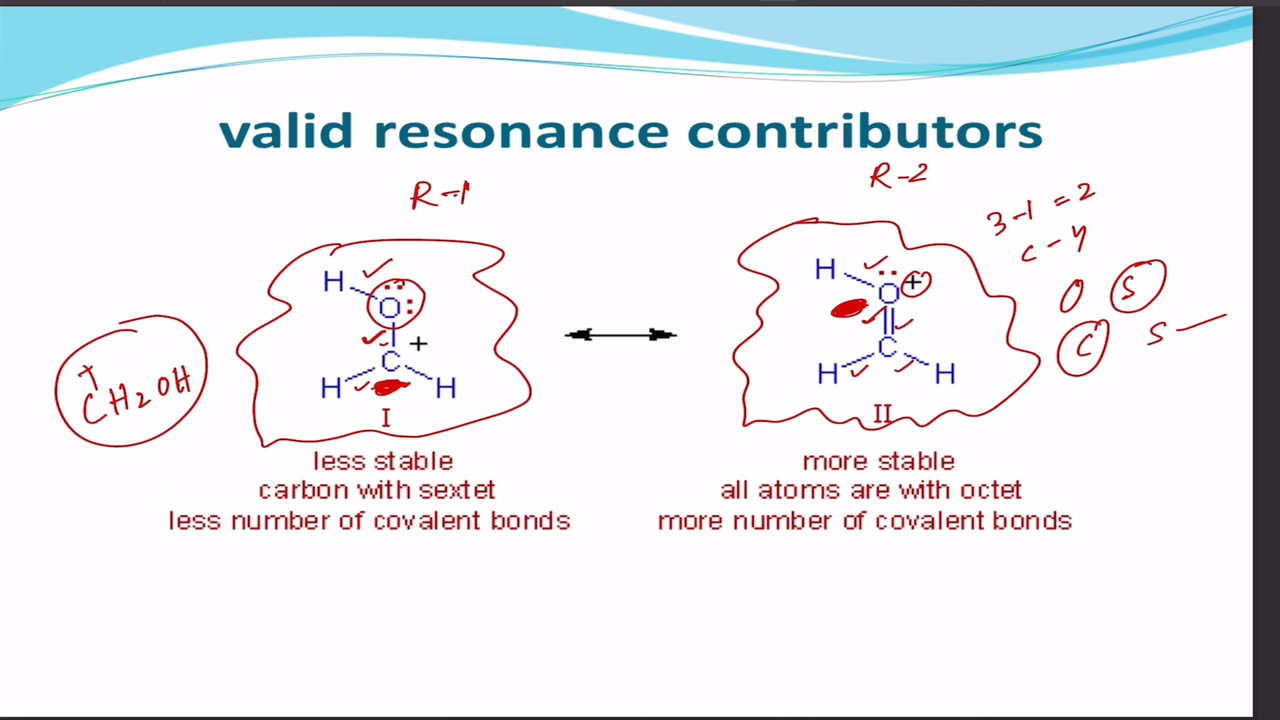 valid resonance contributors
R-1
R-2
3-1=2
C-4
O S
C S
H O
C +
H H
I
+
CH2OH
H O +
C
H H
II
less stable
carbon with sextet
less number of covalent bonds
more stable
all atoms are with octet
more number of covalent bonds